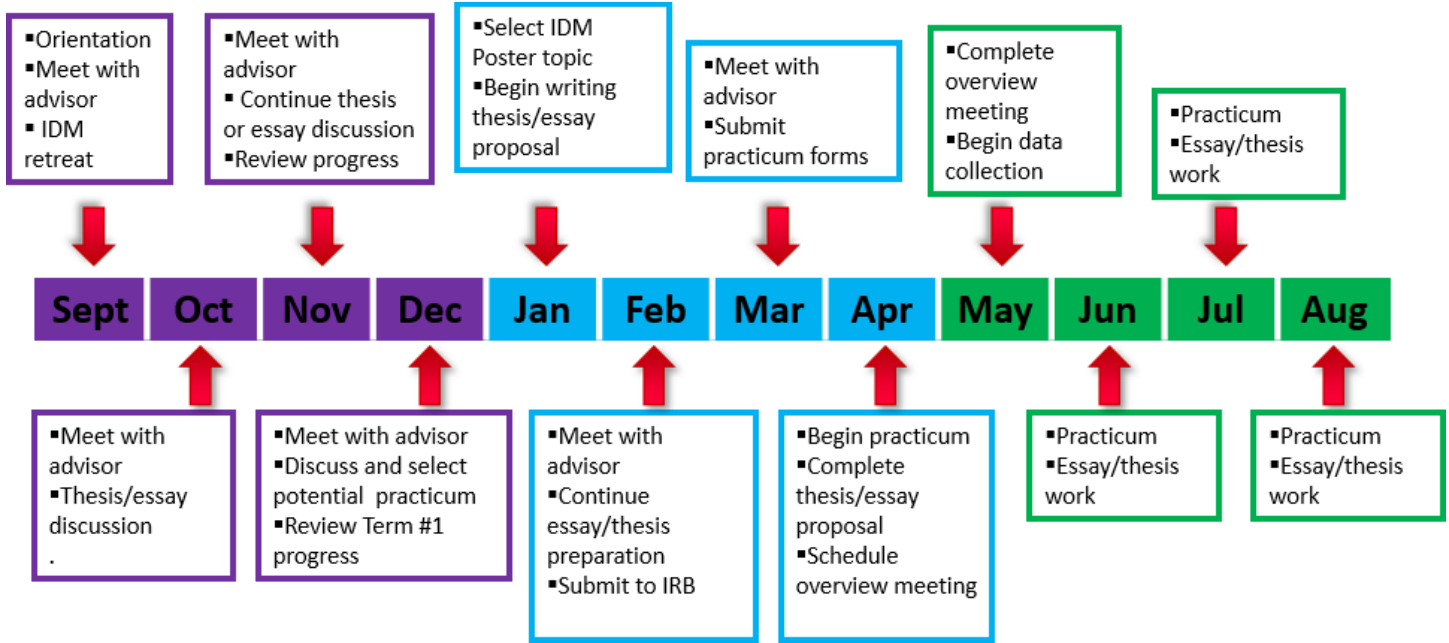 ▪Orientation
▪Meet with
advisor
▪ IDM
retreat
▪Meet with
advisor
▪ Continue thesis
or essay discussion
▪Review progress
▪Select IDM
Poster topic
▪Begin writing
thesis/essay
proposal
▪Meet with
advisor
▪Submit
practicum forms
▪Complete
overview
meeting
▪Begin data
collection
▪Practicum
▪Essay/thesis
work
Sept Oct Nov Dec Jan Feb Mar Apr May Jun Jul Aug
▪Meet with
advisor
▪Thesis/essay
discussion
.
▪Meet with advisor
▪Discuss and select
potential practicum
▪Review Term #1
progress
▪Meet with
advisor
▪Continue
essay/thesis
preparation
▪Submit to IRB
▪Begin practicum
▪Complete
thesis/essay
proposal
▪Schedule
overview meeting
▪Practicum
▪Essay/thesis
work
▪Practicum
▪Essay/thesis
work